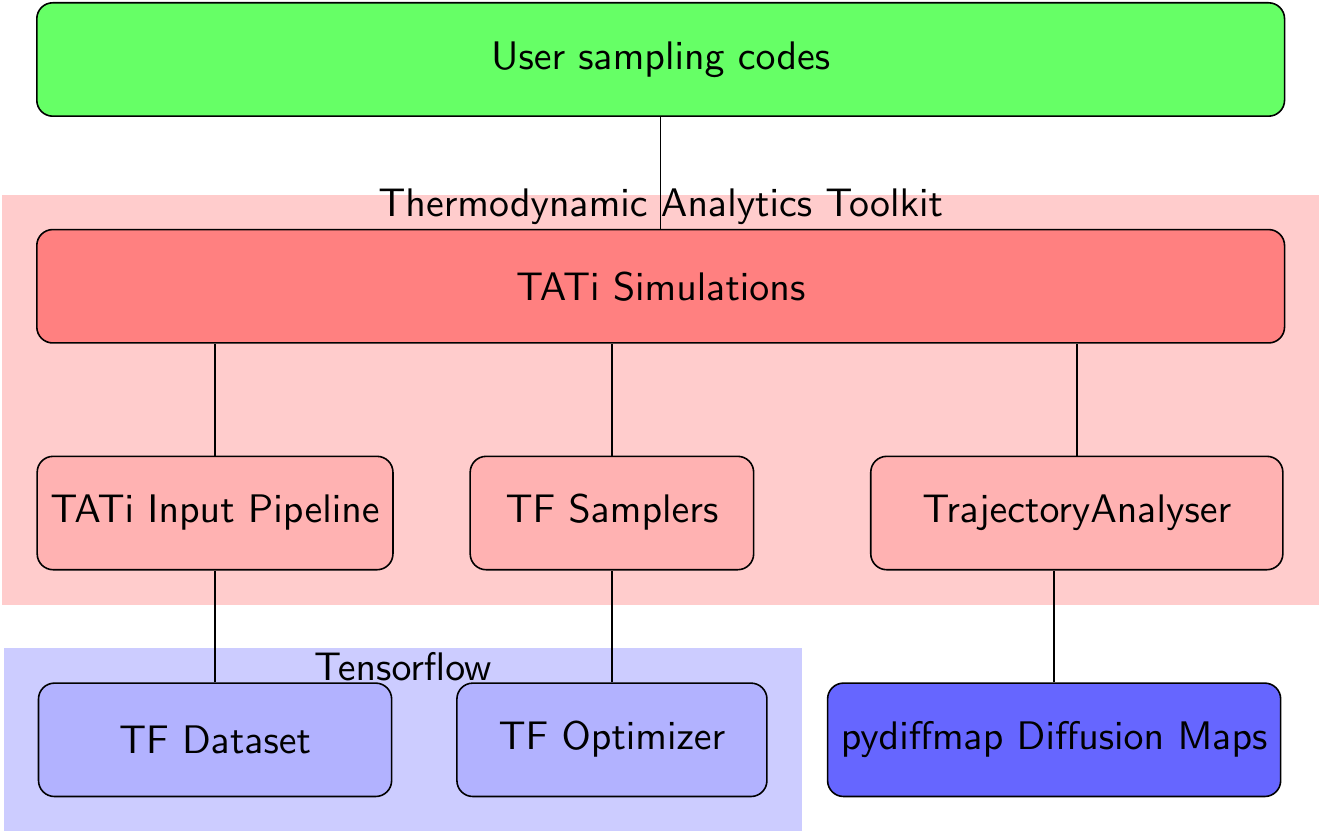 User sampling codes
Thermodynamic Analytics Toolkit
TATi Simulations
TATi Input Pipeline
TF Samplers
TrajectoryAnalyser
Tensorflow
TF Dataset
TF Optimizer
pydiffmap Diffusion Maps